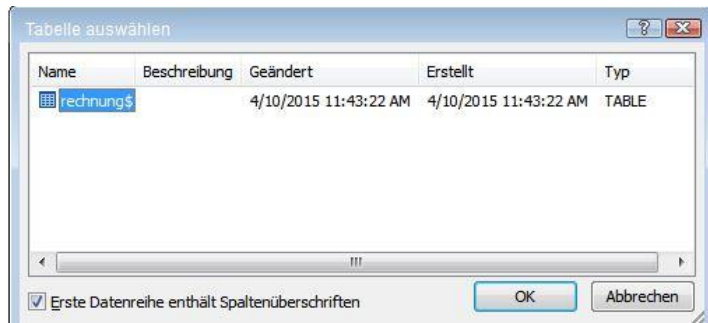 Tabelle auswählen
Name Beschreibung Geändert Erstellt Typ
rechnung$ 4/10/2015 11:43:22 AM 4/10/2015 11:43:22 AM TABLE
Erste Datenreihe enthält Spaltenüberschriften OK Abbrechen